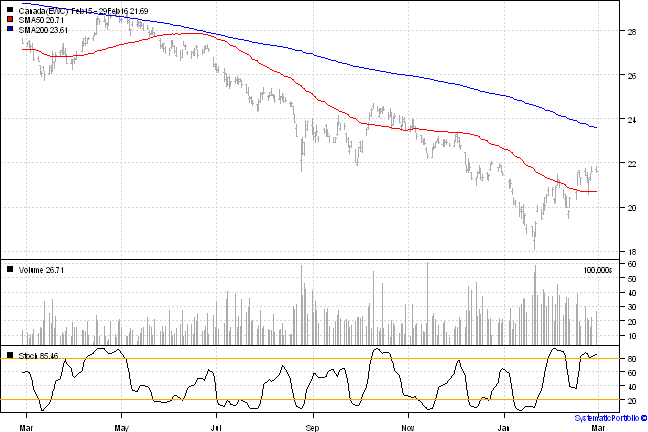 Canada(EWC) Feb15 - 29Feb16 21.69
SMA50 20.71
SMA200 23.61
28
26
24
22
20
18
Volume 26.71
100,000s
60
50
40
30
20
10
Stoch 85.46
80
60
40
20
SystematicPortfolio ©
Mar May Jul Sep Nov Jan Mar